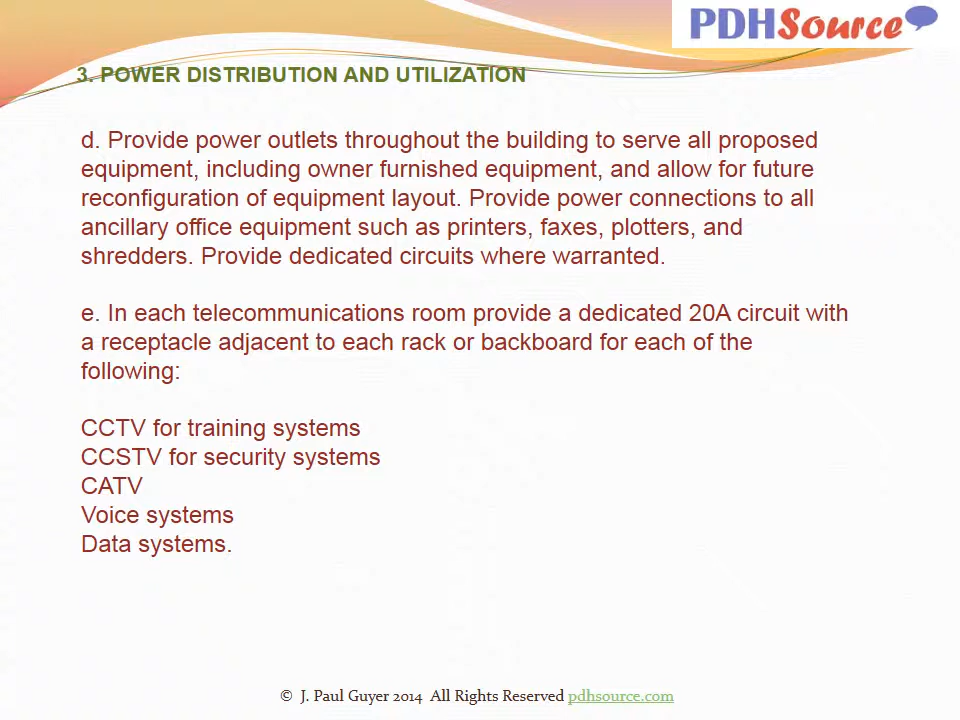 PDHSource
3. POWER DISTRIBUTION AND UTILIZATION
d. Provide power outlets throughout the building to serve all proposed
equipment, including owner furnished equipment, and allow for future
reconfiguration of equipment layout. Provide power connections to all
ancillary office equipment such as printers, faxes, plotters, and
shredders. Provide dedicated circuits where warranted.
e. In each telecommunications room provide a dedicated 20A circuit with
a receptacle adjacent to each rack or backboard for each of the
following:
CCTV for training systems
CCSTV for security systems
CATV
Voice systems
Data systems.
© J. Paul Guyer 2014 All Rights Reserved pdhsource.com